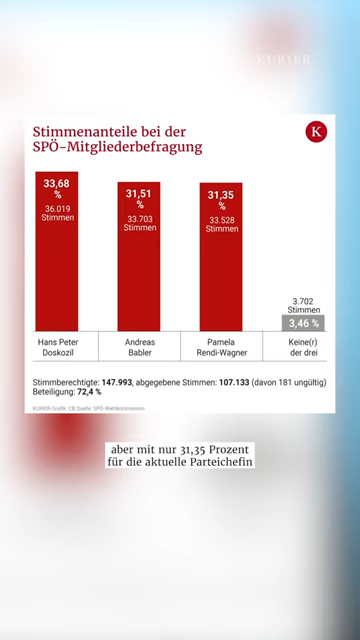 KURIER
Stimmenanteile bei der
SPÖ-Mitgliederbefragung
K
33,68
%
36.019
Stimmen
31,51
%
33.703
Stimmen
31,35
%
33.528
Stimmen
3.702
Stimmen
3,46 %
Hans Peter
Doskozil
Andreas
Babler
Pamela
Rendi-Wagner
Keine(r)
der drei
Stimmberechtigte: 147.993, abgegebene Stimmen: 107.133 (davon 181 ungültig)
Beteiligung: 72,4 %
KURIER-Grafik: CB Quelle: SPÖ-Wahlkommission
aber mit nur 31,35 Prozent
für die aktuelle Parteichefin